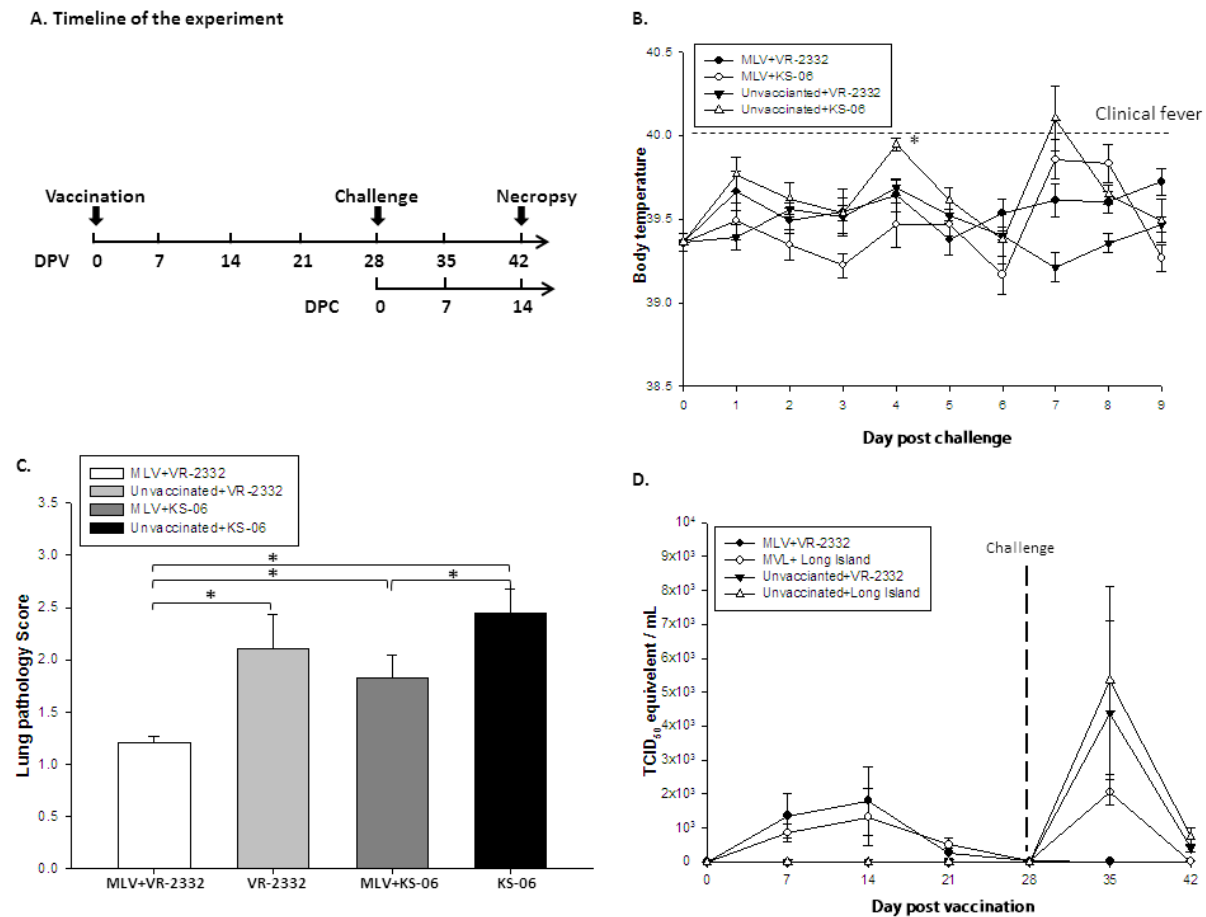 A. Timeline of the experiment
Vaccination Challenge Necropsy
DPV 0 7 14 21 28 35 42
DPC 0 7 14
B.
MLV+VR-2332
MLV+KS-06
Unvaccianted+VR-2332
Unvaccinated+KS-06
Clinical fever
*
Body temperature
40.5
40.0
39.5
39.0
38.5
0 1 2 3 4 5 6 7 8 9
Day post challenge
C.
MLV+VR-2332
Unvaccinated+VR-2332
MLV+KS-06
Unvaccinated+KS-06
Lung pathology Score
3.5
3.0
2.5
2.0
1.5
1.0
0.5
0.0
*
* *
*
MLV+VR-2332 VR-2332 MLV+KS-06 KS-06
D.
MLV+VR-2332
MVL+ Long Island
Unvaccianted+VR-2332
Unvaccinated+Long Island
Challenge
TCID50 equivelent / mL
10⁴
9x10³
8x10³
7x10³
6x10³
5x10³
4x10³
3x10³
2x10³
10³
0
0 7 14 21 28 35 42
Day post vaccination